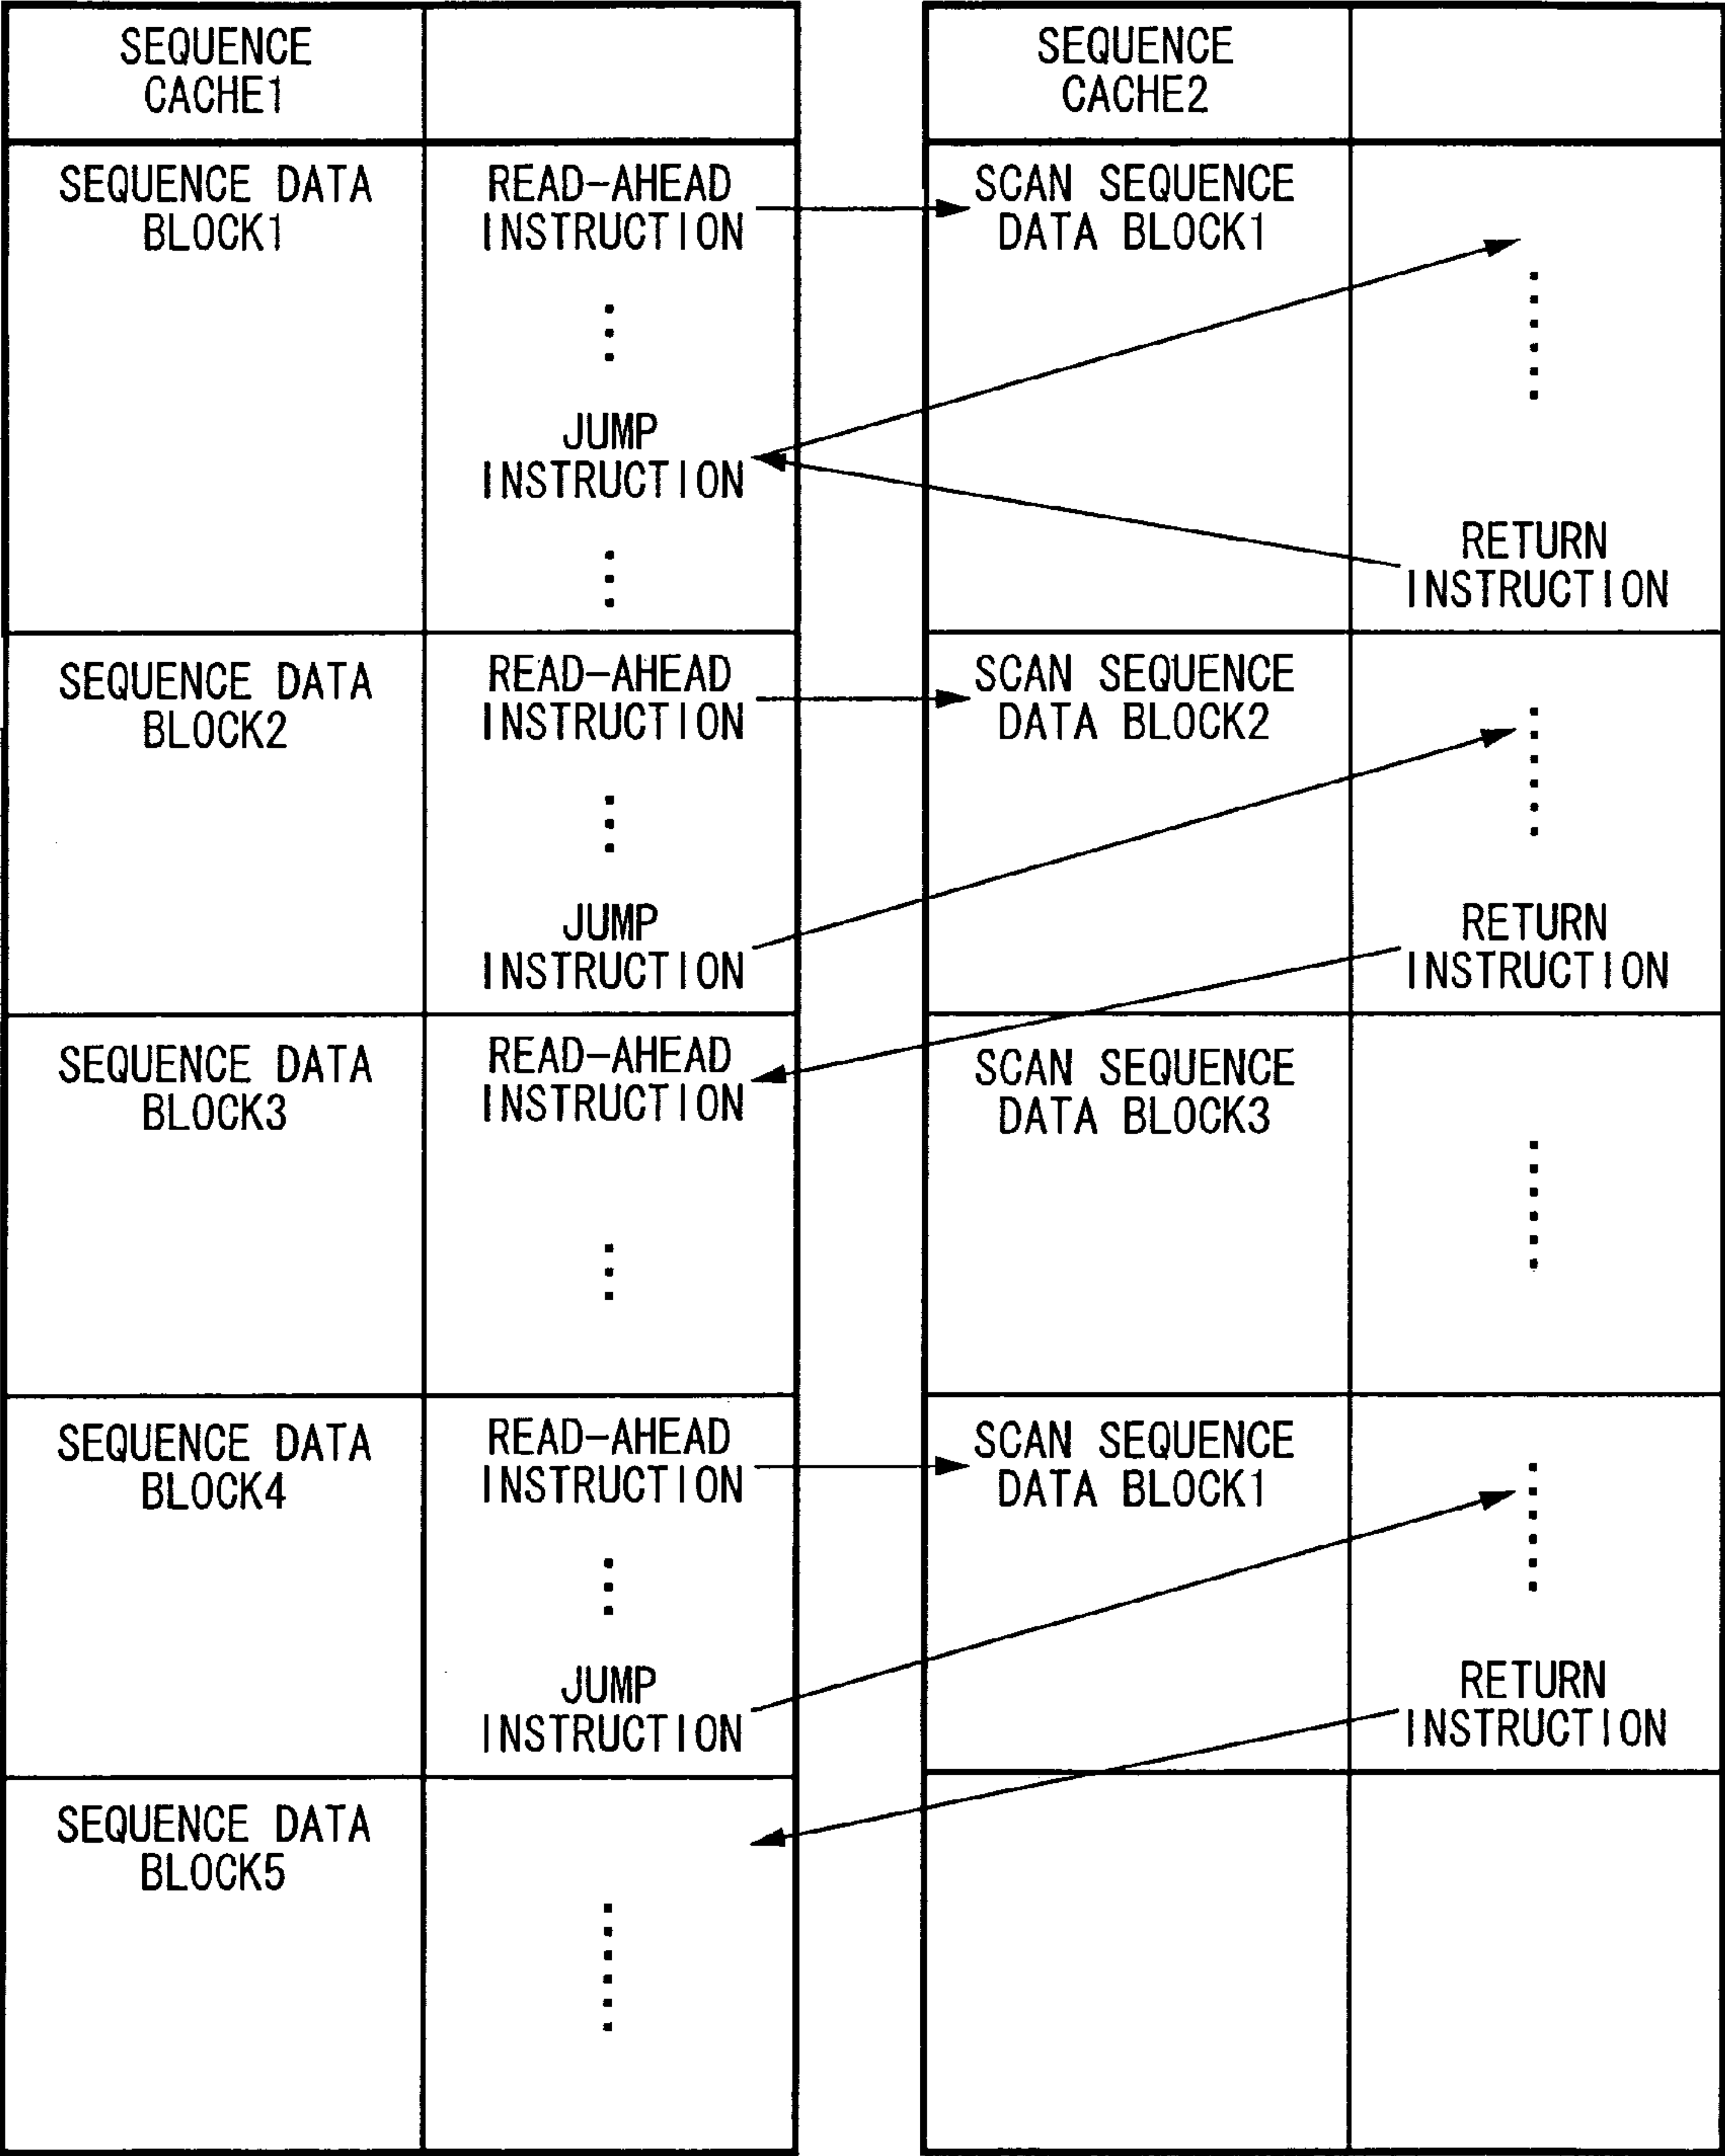 SEQUENCE
CACHE1
SEQUENCE
CACHE2
SEQUENCE DATA
BLOCK1
READ-AHEAD
INSTRUCTION
SCAN SEQUENCE
DATA BLOCK1
JUMP
INSTRUCTION
RETURN
INSTRUCTION
SEQUENCE DATA
BLOCK2
READ-AHEAD
INSTRUCTION
SCAN SEQUENCE
DATA BLOCK2
JUMP
INSTRUCTION
RETURN
INSTRUCTION
SEQUENCE DATA
BLOCK3
READ-AHEAD
INSTRUCTION
SCAN SEQUENCE
DATA BLOCK3
SEQUENCE DATA
BLOCK4
READ-AHEAD
INSTRUCTION
SCAN SEQUENCE
DATA BLOCK1
JUMP
INSTRUCTION
RETURN
INSTRUCTION
SEQUENCE DATA
BLOCK5